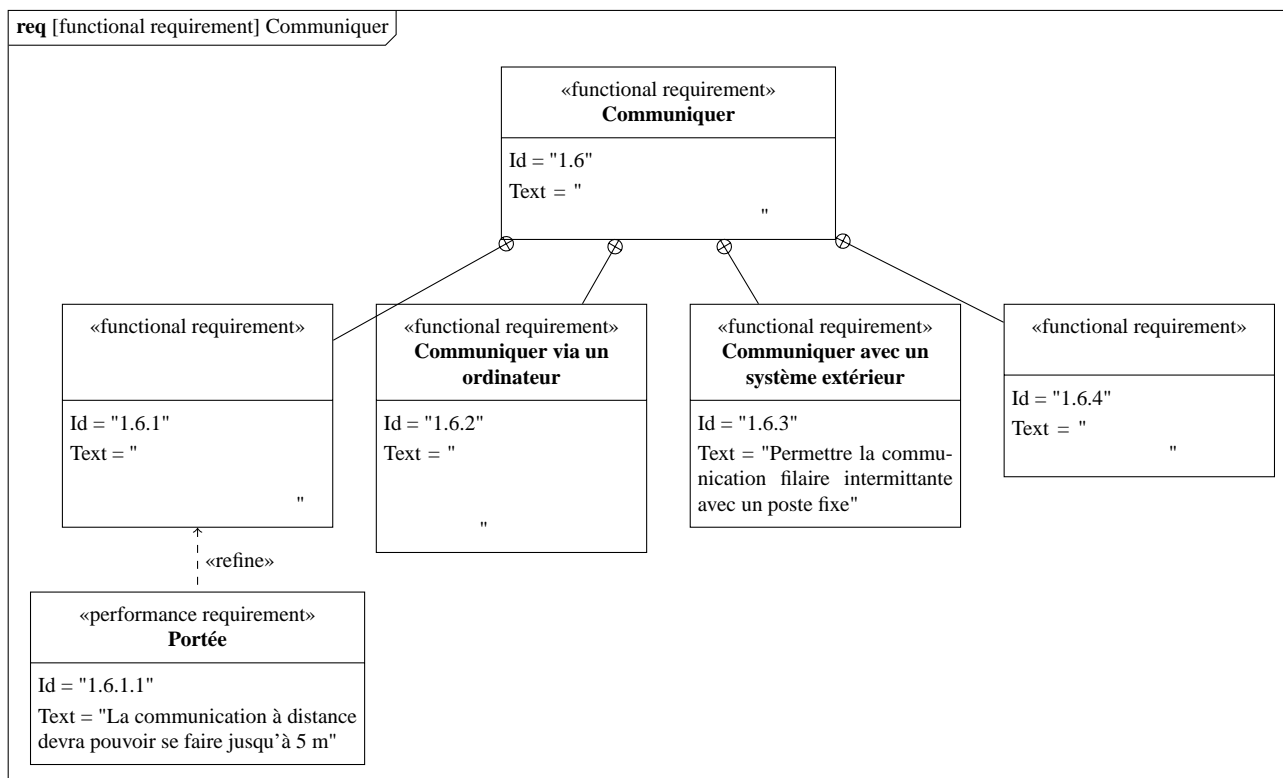 req [functional requirement] Communiquer
«functional requirement»
Communiquer
Id = "1.6"
Text = "
"
«functional requirement»
Id = "1.6.1"
Text = "
"
«functional requirement»
Communiquer via un
ordinateur
Id = "1.6.2"
Text = "
"
«functional requirement»
Communiquer avec un
système extérieur
Id = "1.6.3"
Text = "Permettre la commu-
nication filaire intermittante
avec un poste fixe"
«functional requirement»
Id = "1.6.4"
Text = "
"
«refine»
«performance requirement»
Portée
Id = "1.6.1.1"
Text = "La communication à distance
devra pouvoir se faire jusqu'à 5 m"